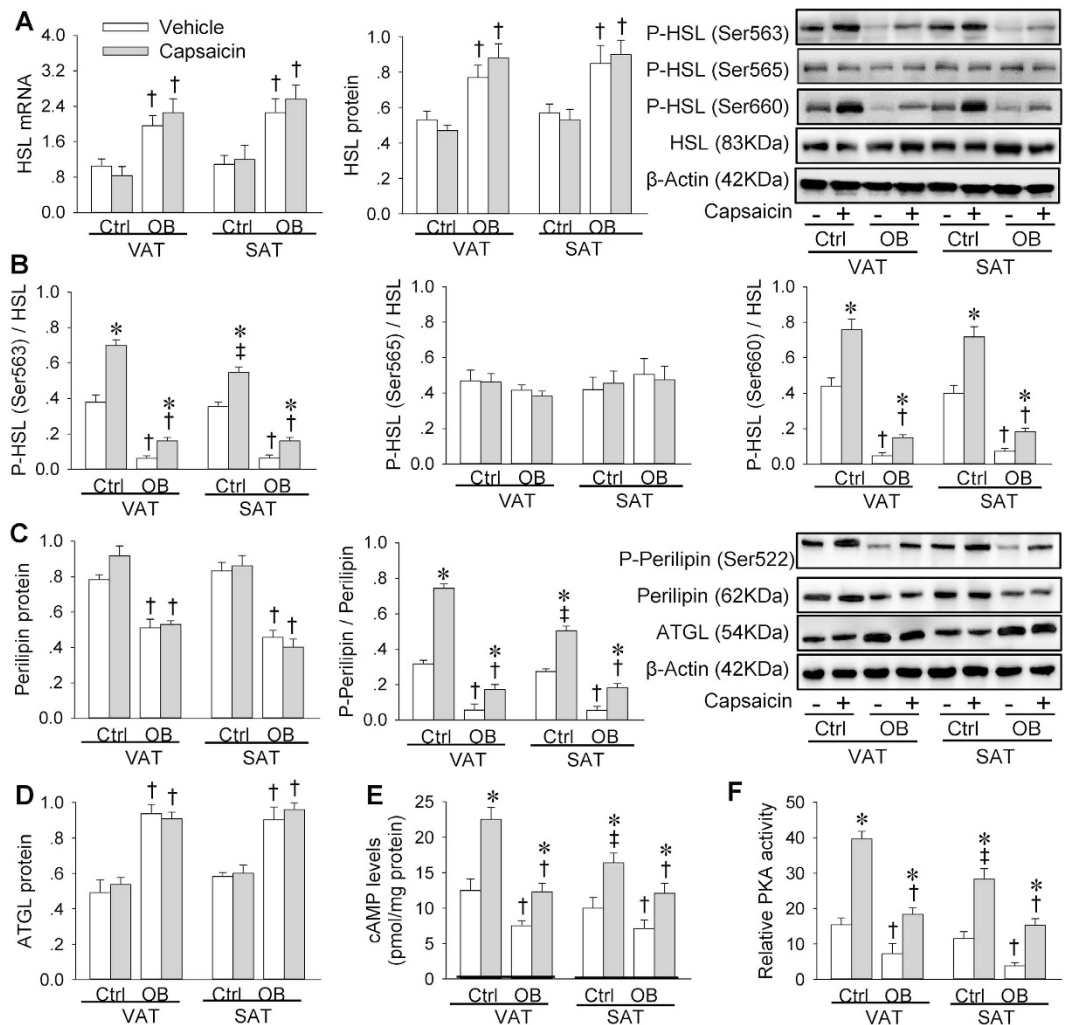 A
Vehicle
Capsaicin
HSL mRNA
4.0
3.2
2.4
1.6
.8
0.0
† † † †
Ctrl OB Ctrl OB
VAT SAT
HSL protein
1.0
.8
.6
.4
.2
0.0
† † † †
Ctrl OB Ctrl OB
VAT SAT
P-HSL (Ser563)
P-HSL (Ser565)
P-HSL (Ser660)
HSL (83KDa)
β-Actin (42KDa)
Capsaicin - + - + - + - +
Ctrl OB Ctrl OB
VAT SAT
B
P-HSL (Ser563) / HSL
1.0
.8
.6
.4
.2
0.0
* † * † * ‡ † * †
Ctrl OB Ctrl OB
VAT SAT
P-HSL (Ser565) / HSL
1.0
.8
.6
.4
.2
0.0
Ctrl OB Ctrl OB
VAT SAT
P-HSL (Ser660) / HSL
1.0
.8
.6
.4
.2
0.0
* † * † * † * †
Ctrl OB Ctrl OB
VAT SAT
C
Perilipin protein
1.0
.8
.6
.4
.2
0.0
† † † †
Ctrl OB Ctrl OB
VAT SAT
P-Perilipin / Perilipin
1.0
.8
.6
.4
.2
0.0
* † * † * ‡ † * †
Ctrl OB Ctrl OB
VAT SAT
P-Perilipin (Ser522)
Perilipin (62KDa)
ATGL (54KDa)
β-Actin (42KDa)
Capsaicin - + - + - + - +
Ctrl OB Ctrl OB
VAT SAT
D
ATGL protein
1.0
.8
.6
.4
.2
0.0
† † † †
Ctrl OB Ctrl OB
VAT SAT
E
cAMP levels
(pmol/mg protein)
25
20
15
10
5
0
* † * † * ‡ † * †
Ctrl OB Ctrl OB
VAT SAT
F
Relative PKA activity
50
40
30
20
10
0
* † * † * ‡ † * †
Ctrl OB Ctrl OB
VAT SAT